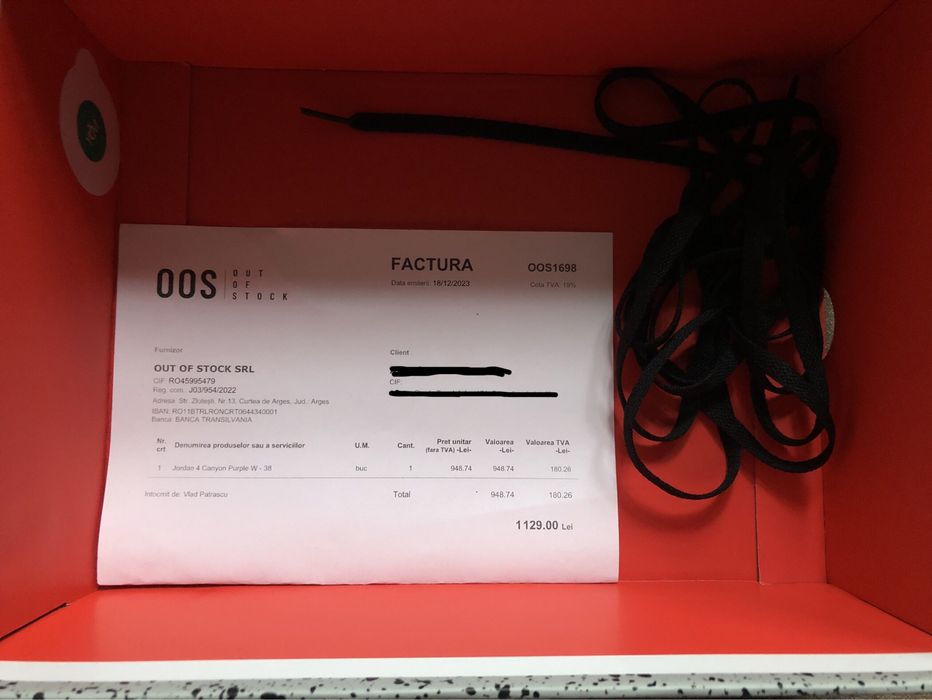 OOS OUT
OF
STOCK
FACTURA
Data emiterii: 18/12/2023
OOS1698
Cota TVA: 19%
Furnizor
OUT OF STOCK SRL
CIF: RO45995479
Reg. com.: J03/954/2022
Adresa: Str. Zlotești, Nr.13, Curtea de Arges, Jud.: Arges
IBAN: RO11BTRLRONCRT0644340001
Banca: BANCA TRANSILVANIA
Client
CIF:
Nr. crt Denumirea produselor sau a serviciilor U.M. Cant. Pret unitar (fara TVA) -Lei- Valoarea -Lei- Valoarea TVA -Lei-
1 Jordan 4 Canyon Purple W - 38 buc 1 948.74 948.74 180.26
Intocmit de: Vlad Patrascu Total 948.74 180.26
1129.00 Lei